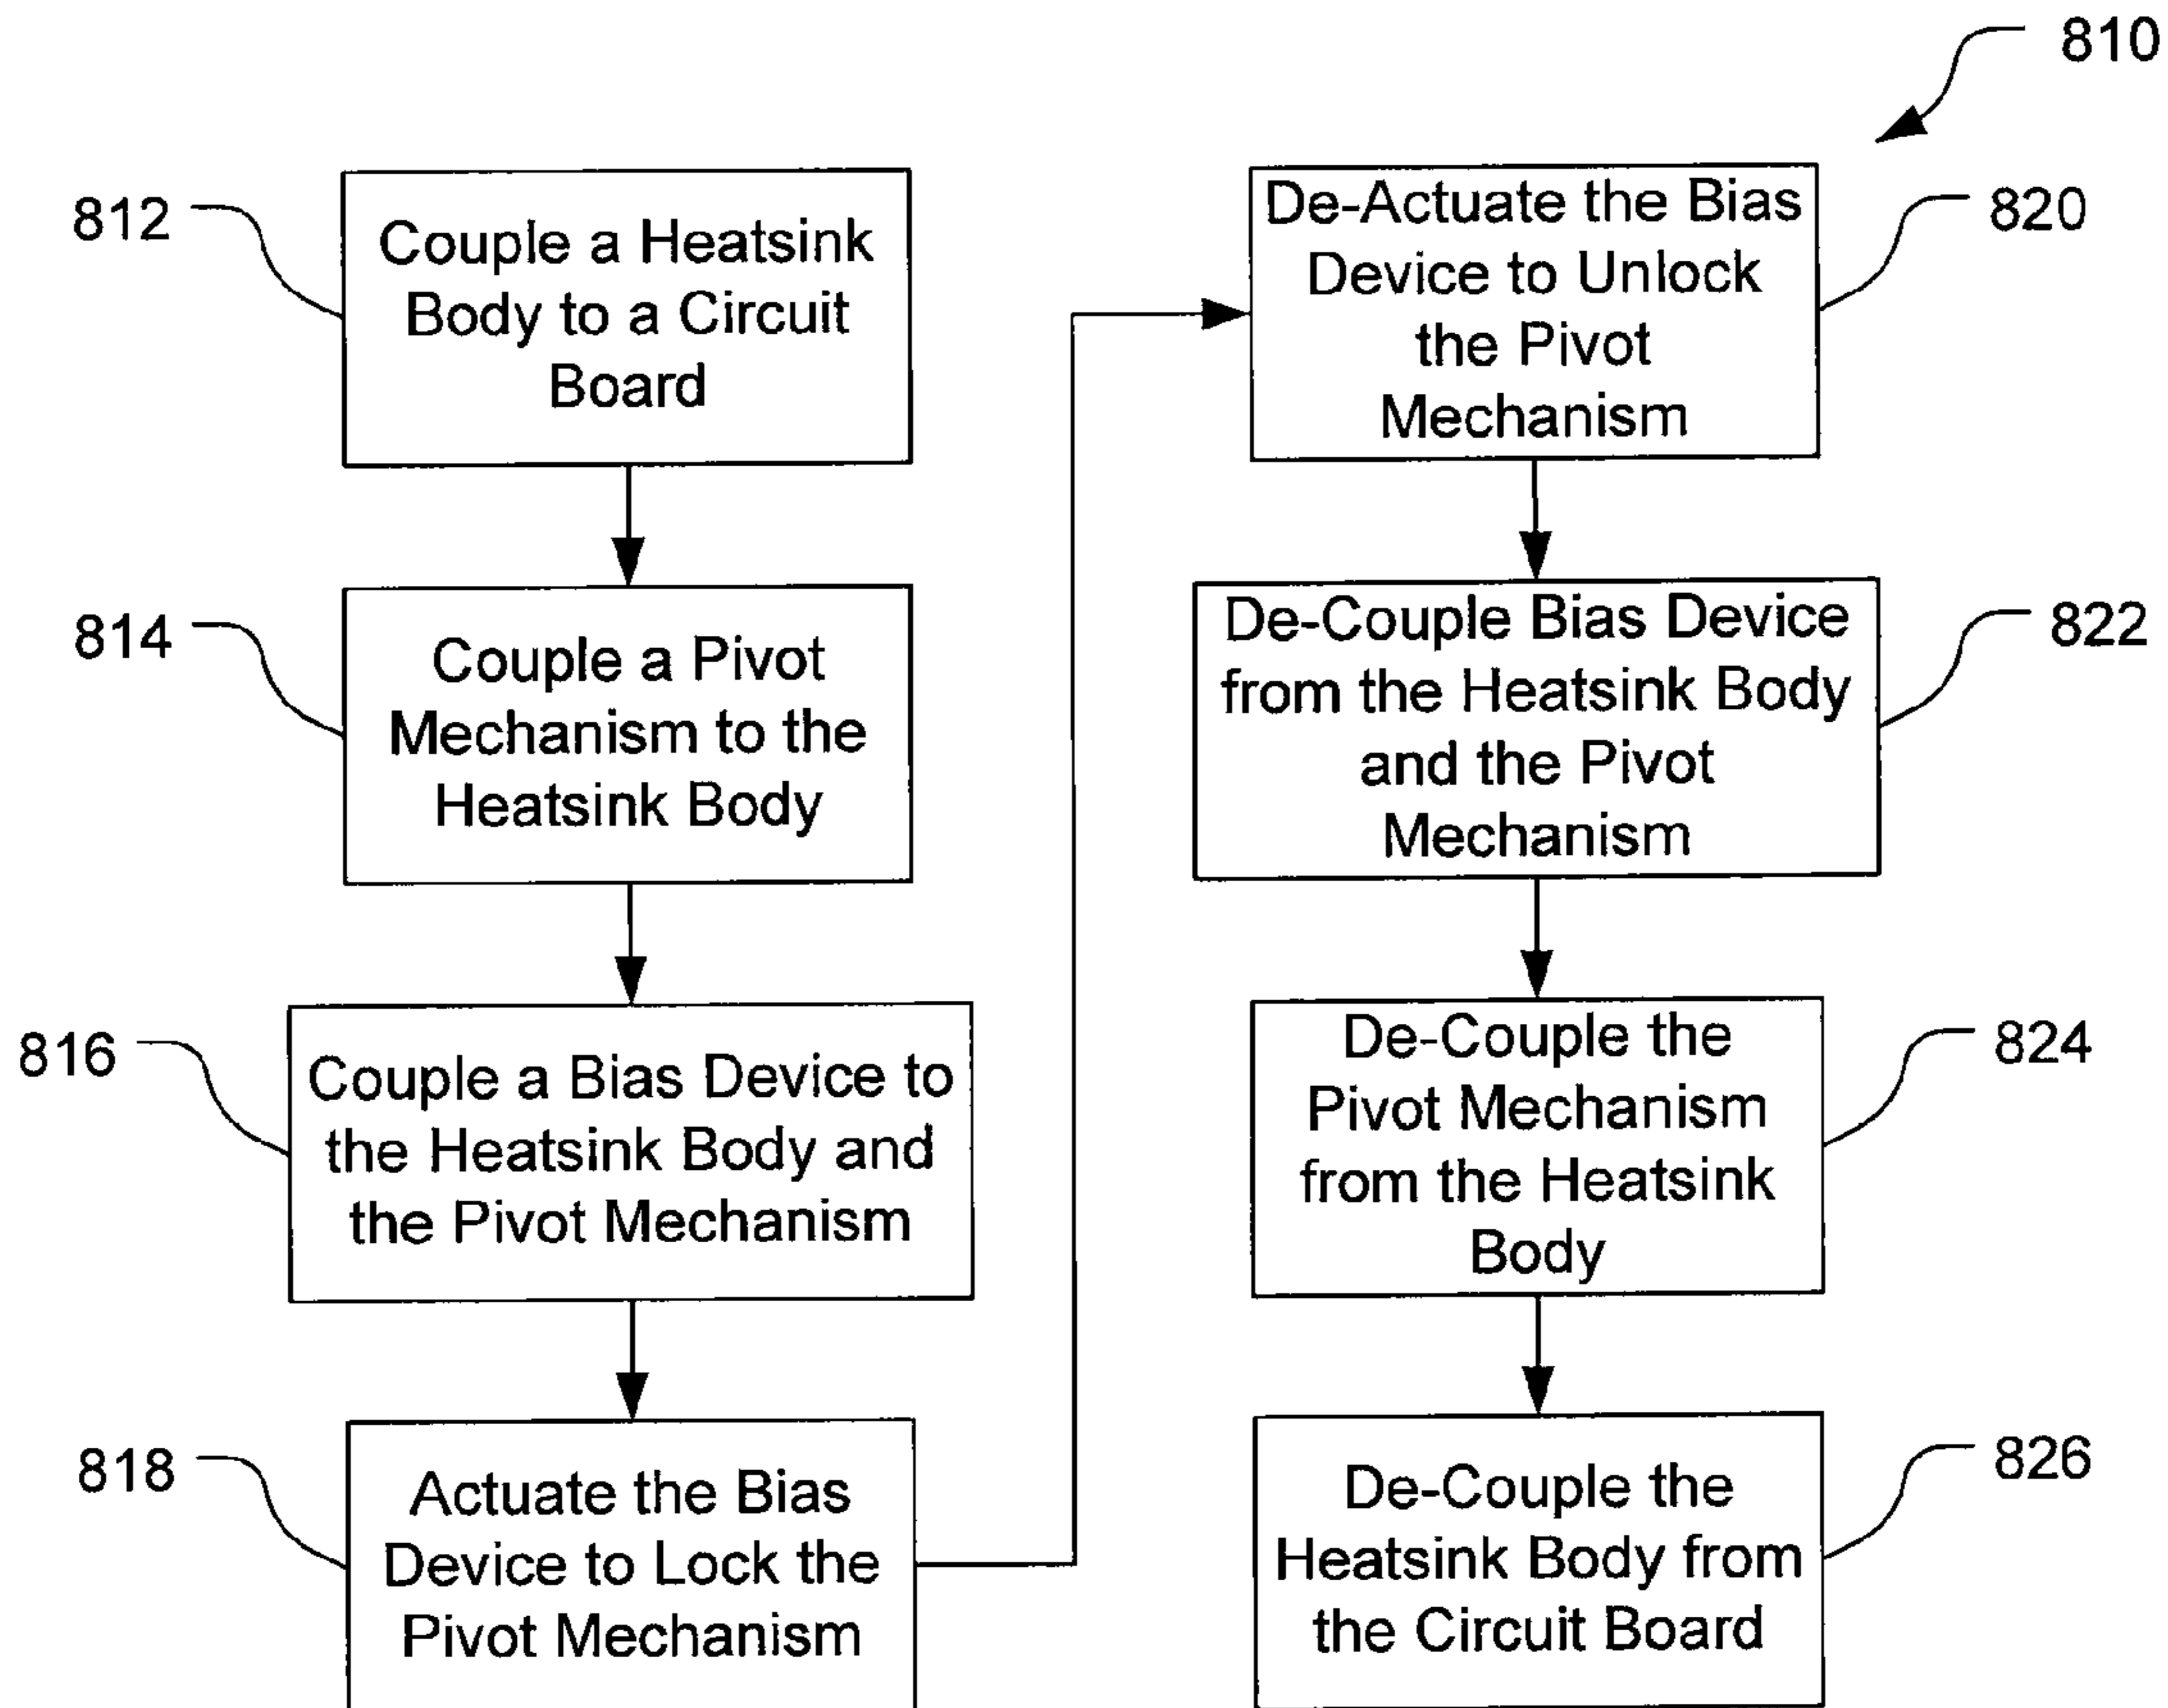 810
812
Couple a Heatsink
Body to a Circuit
Board
814
Couple a Pivot
Mechanism to the
Heatsink Body
816
Couple a Bias Device to
the Heatsink Body and
the Pivot Mechanism
818
Actuate the Bias
Device to Lock the
Pivot Mechanism
820
De-Actuate the Bias
Device to Unlock
the Pivot
Mechanism
822
De-Couple Bias Device
from the Heatsink Body
and the Pivot
Mechanism
824
De-Couple the
Pivot Mechanism
from the Heatsink
Body
826
De-Couple the
Heatsink Body from
the Circuit Board